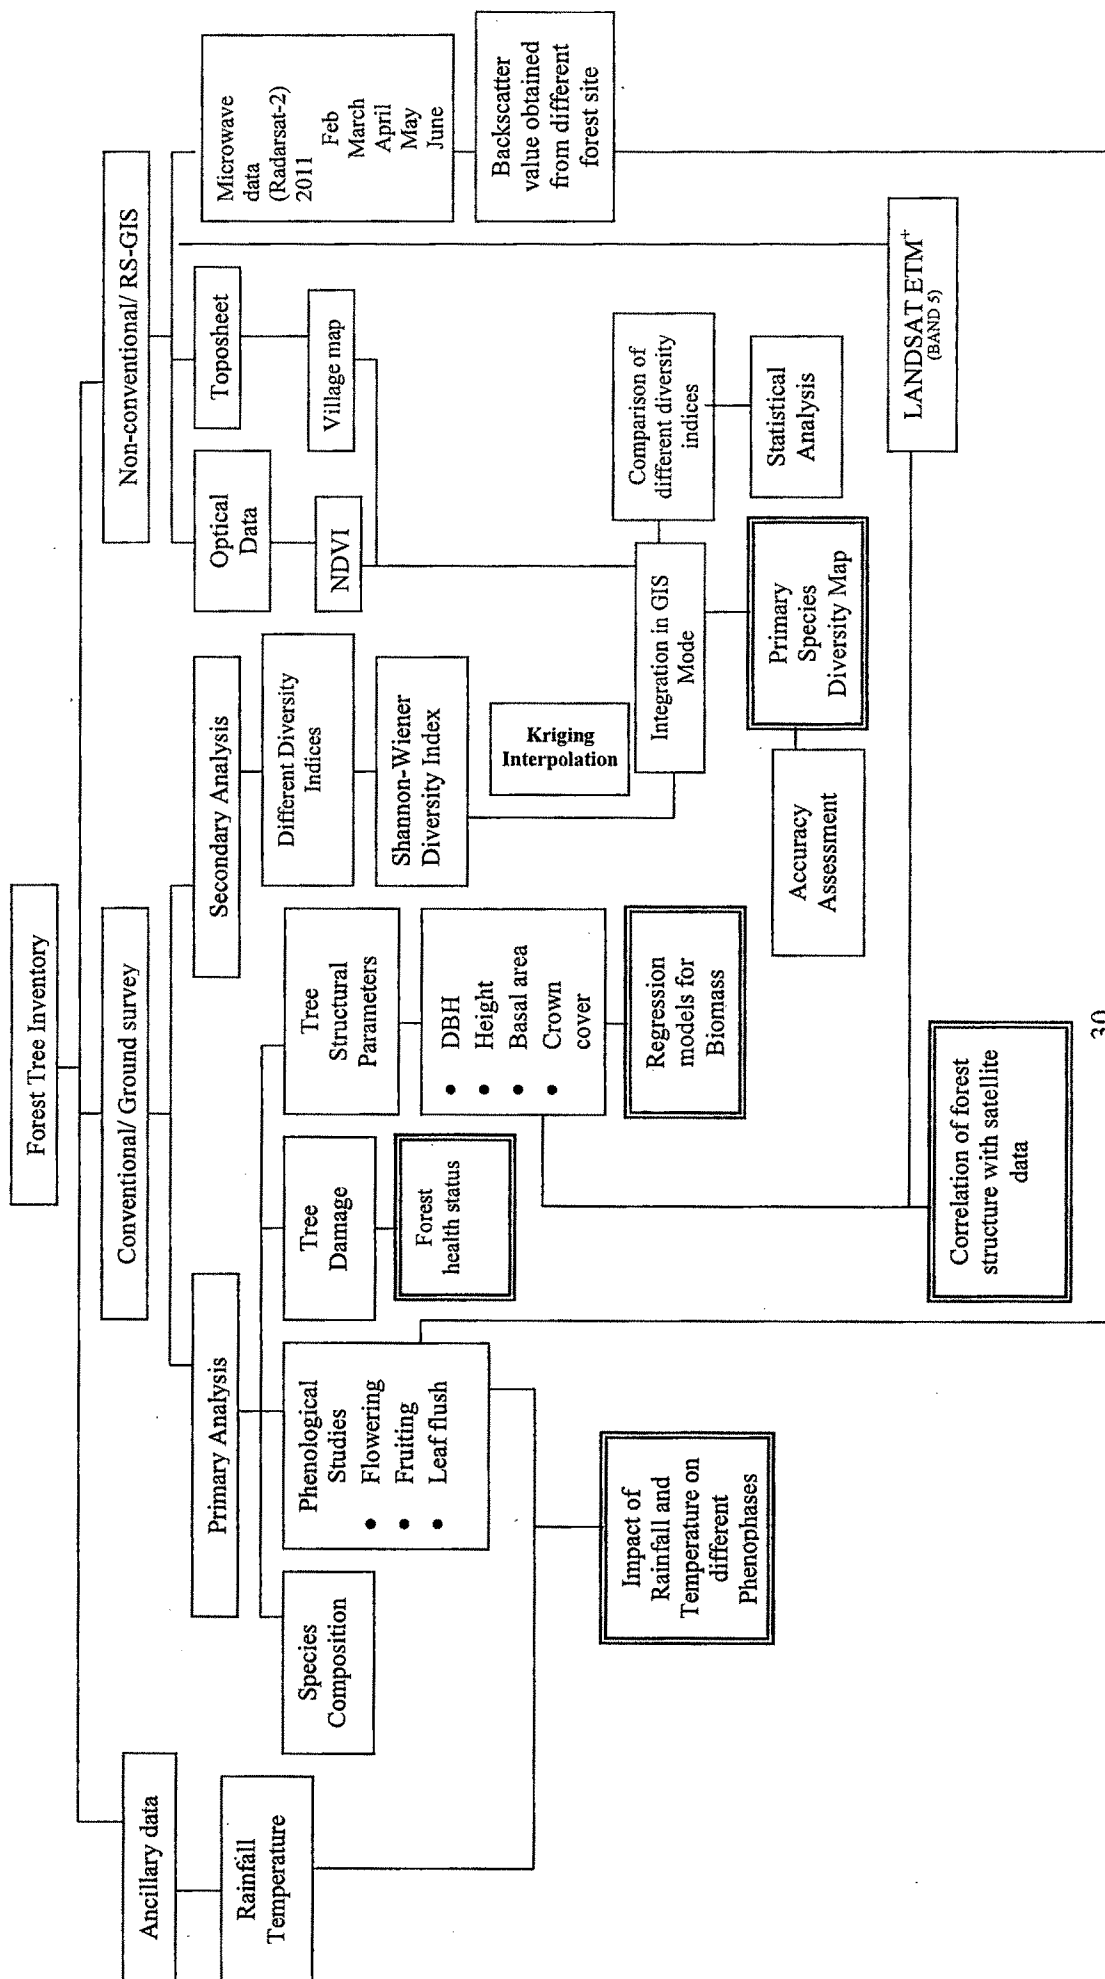 Forest Tree Inventory
Ancillary data
Conventional/ Ground survey
Non-conventional/ RS-GIS
Rainfall
Temperature
Primary Analysis
Secondary Analysis
Optical
Data
Toposheet
Microwave
data
(Radarsat-2)
2011
Feb
March
April
May
June
Species
Composition
Phenological
Studies
• Flowering
• Fruiting
• Leaf flush
Tree
Damage
Tree
Structural
Parameters
Different Diversity
Indices
NDVI
Village map
Forest
health status
• DBH
• Height
• Basal area
• Crown
cover
Shannon-Wiener
Diversity Index
Backscatter
value obtained
from different
forest site
Kriging
Interpolation
Impact of
Rainfall and
Temperature on
different
Phenophases
Regression
models for
Biomass
Integration in GIS
Mode
Comparison of
different diversity
indices
Accuracy
Assessment
Primary
Species
Diversity Map
Statistical
Analysis
LANDSAT ETM+
(BAND 5)
Correlation of forest
structure with satellite
data
30